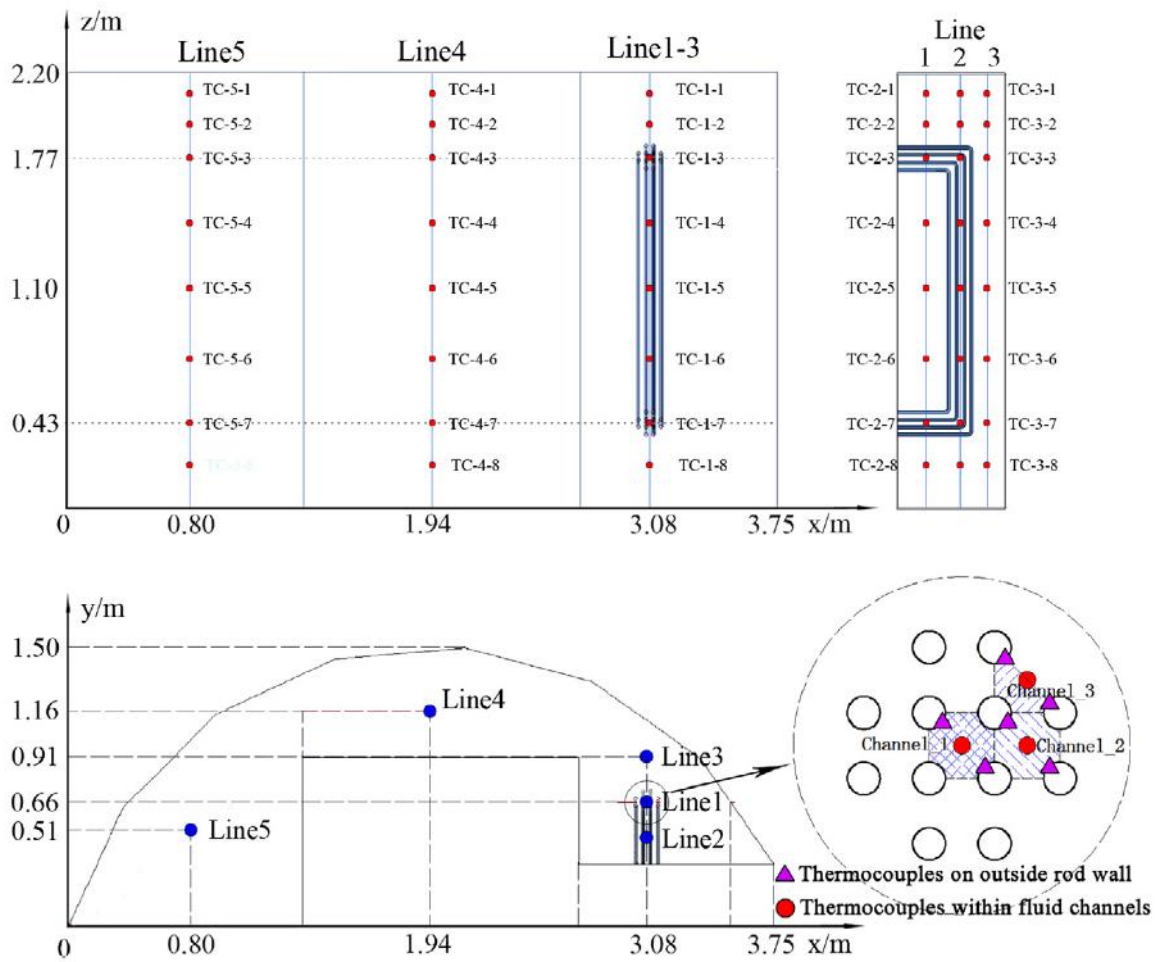 z/m
Line5
Line4
Line1-3
Line
1 2 3
2.20
TC-5-1
TC-4-1
TC-1-1
TC-2-1
TC-3-1
TC-5-2
TC-4-2
TC-1-2
TC-2-2
TC-3-2
1.77
TC-5-3
TC-4-3
TC-1-3
TC-2-3
TC-3-3
TC-5-4
TC-4-4
TC-1-4
TC-2-4
TC-3-4
1.10
TC-5-5
TC-4-5
TC-1-5
TC-2-5
TC-3-5
TC-5-6
TC-4-6
TC-1-6
TC-2-6
TC-3-6
0.43
TC-5-7
TC-4-7
TC-1-7
TC-2-7
TC-3-7
TC-4-8
TC-1-8
TC-2-8
TC-3-8
0
0.80
1.94
3.08
3.75
x/m
y/m
1.50
1.16
Line4
0.91
Line3
0.66
Line1
0.51
Line5
Line2
Channel_3
Channel_1
Channel_2
Thermocouples on outside rod wall
Thermocouples within fluid channels
0
0.80
1.94
3.08
3.75
x/m